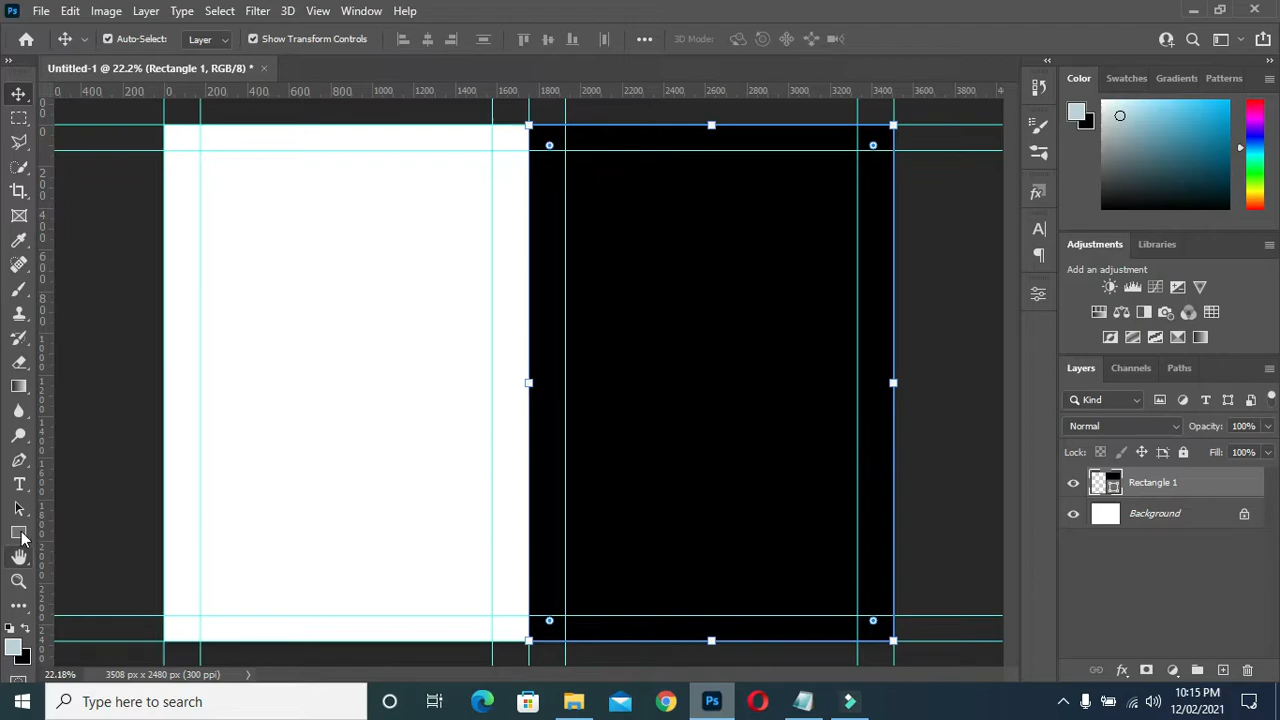 Ps File Edit Image Layer Type Select Filter 3D View Window Help
Auto-Select: Layer Show Transform Controls 3D Mode:
Untitled-1 @ 22.2% (Rectangle 1, RGB/8) *
400 200 0 200 400 600 800 1000 1200 1400 1600 1800 2000 2200 2400 2600 2800 3000 3200 3400 3600 3800
Color Swatches Gradients Patterns
Adjustments Libraries
Add an adjustment
Layers Channels Paths
Kind
Normal Opacity: 100%
Lock: Fill: 100%
Rectangle 1
Background
22.18% 3508 px x 2480 px (300 ppi)
Type here to search
Ps
10:15 PM
12/02/2021